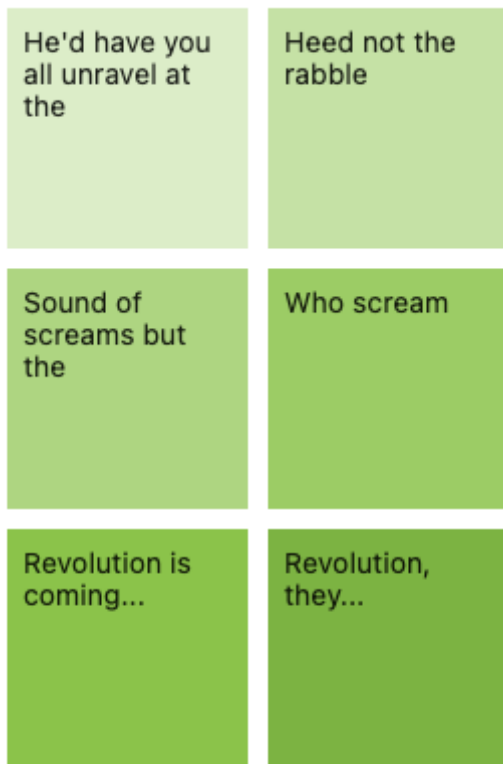 He'd have you
all unravel at
the
Heed not the
rabble
Sound of
screams but
the
Who scream
Revolution is
coming...
Revolution,
they...